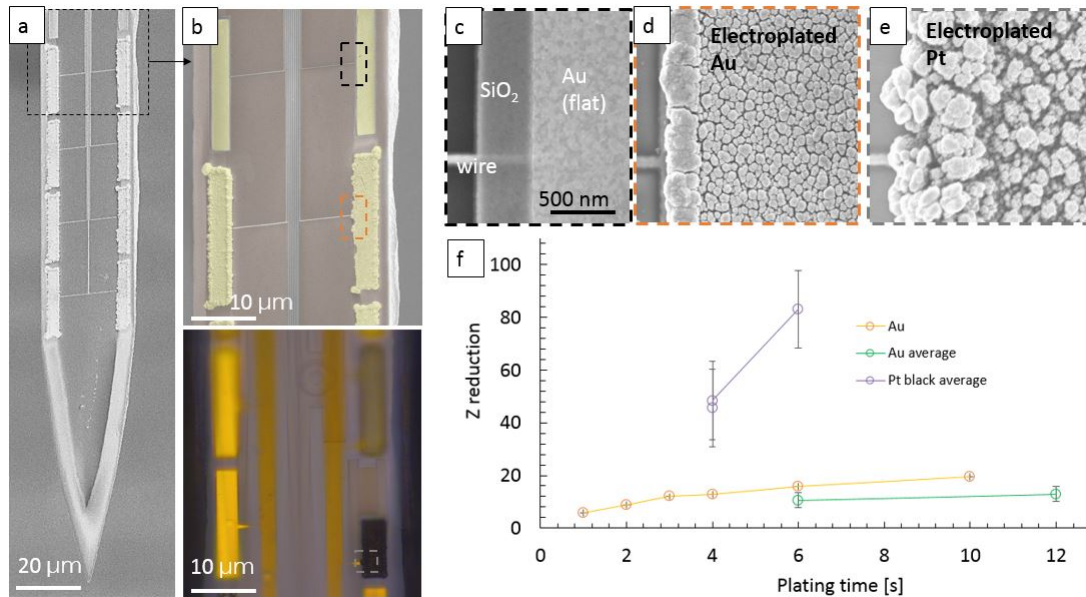 a
20 µm
b
10 µm
10 µm
c
SiO2
Au
(flat)
wire
500 nm
d
Electroplated
Au
e
Electroplated
Pt
f
Z reduction
100
80
60
40
20
0
0
2
4
6
8
10
12
Plating time [s]
Au
Au average
Pt black average